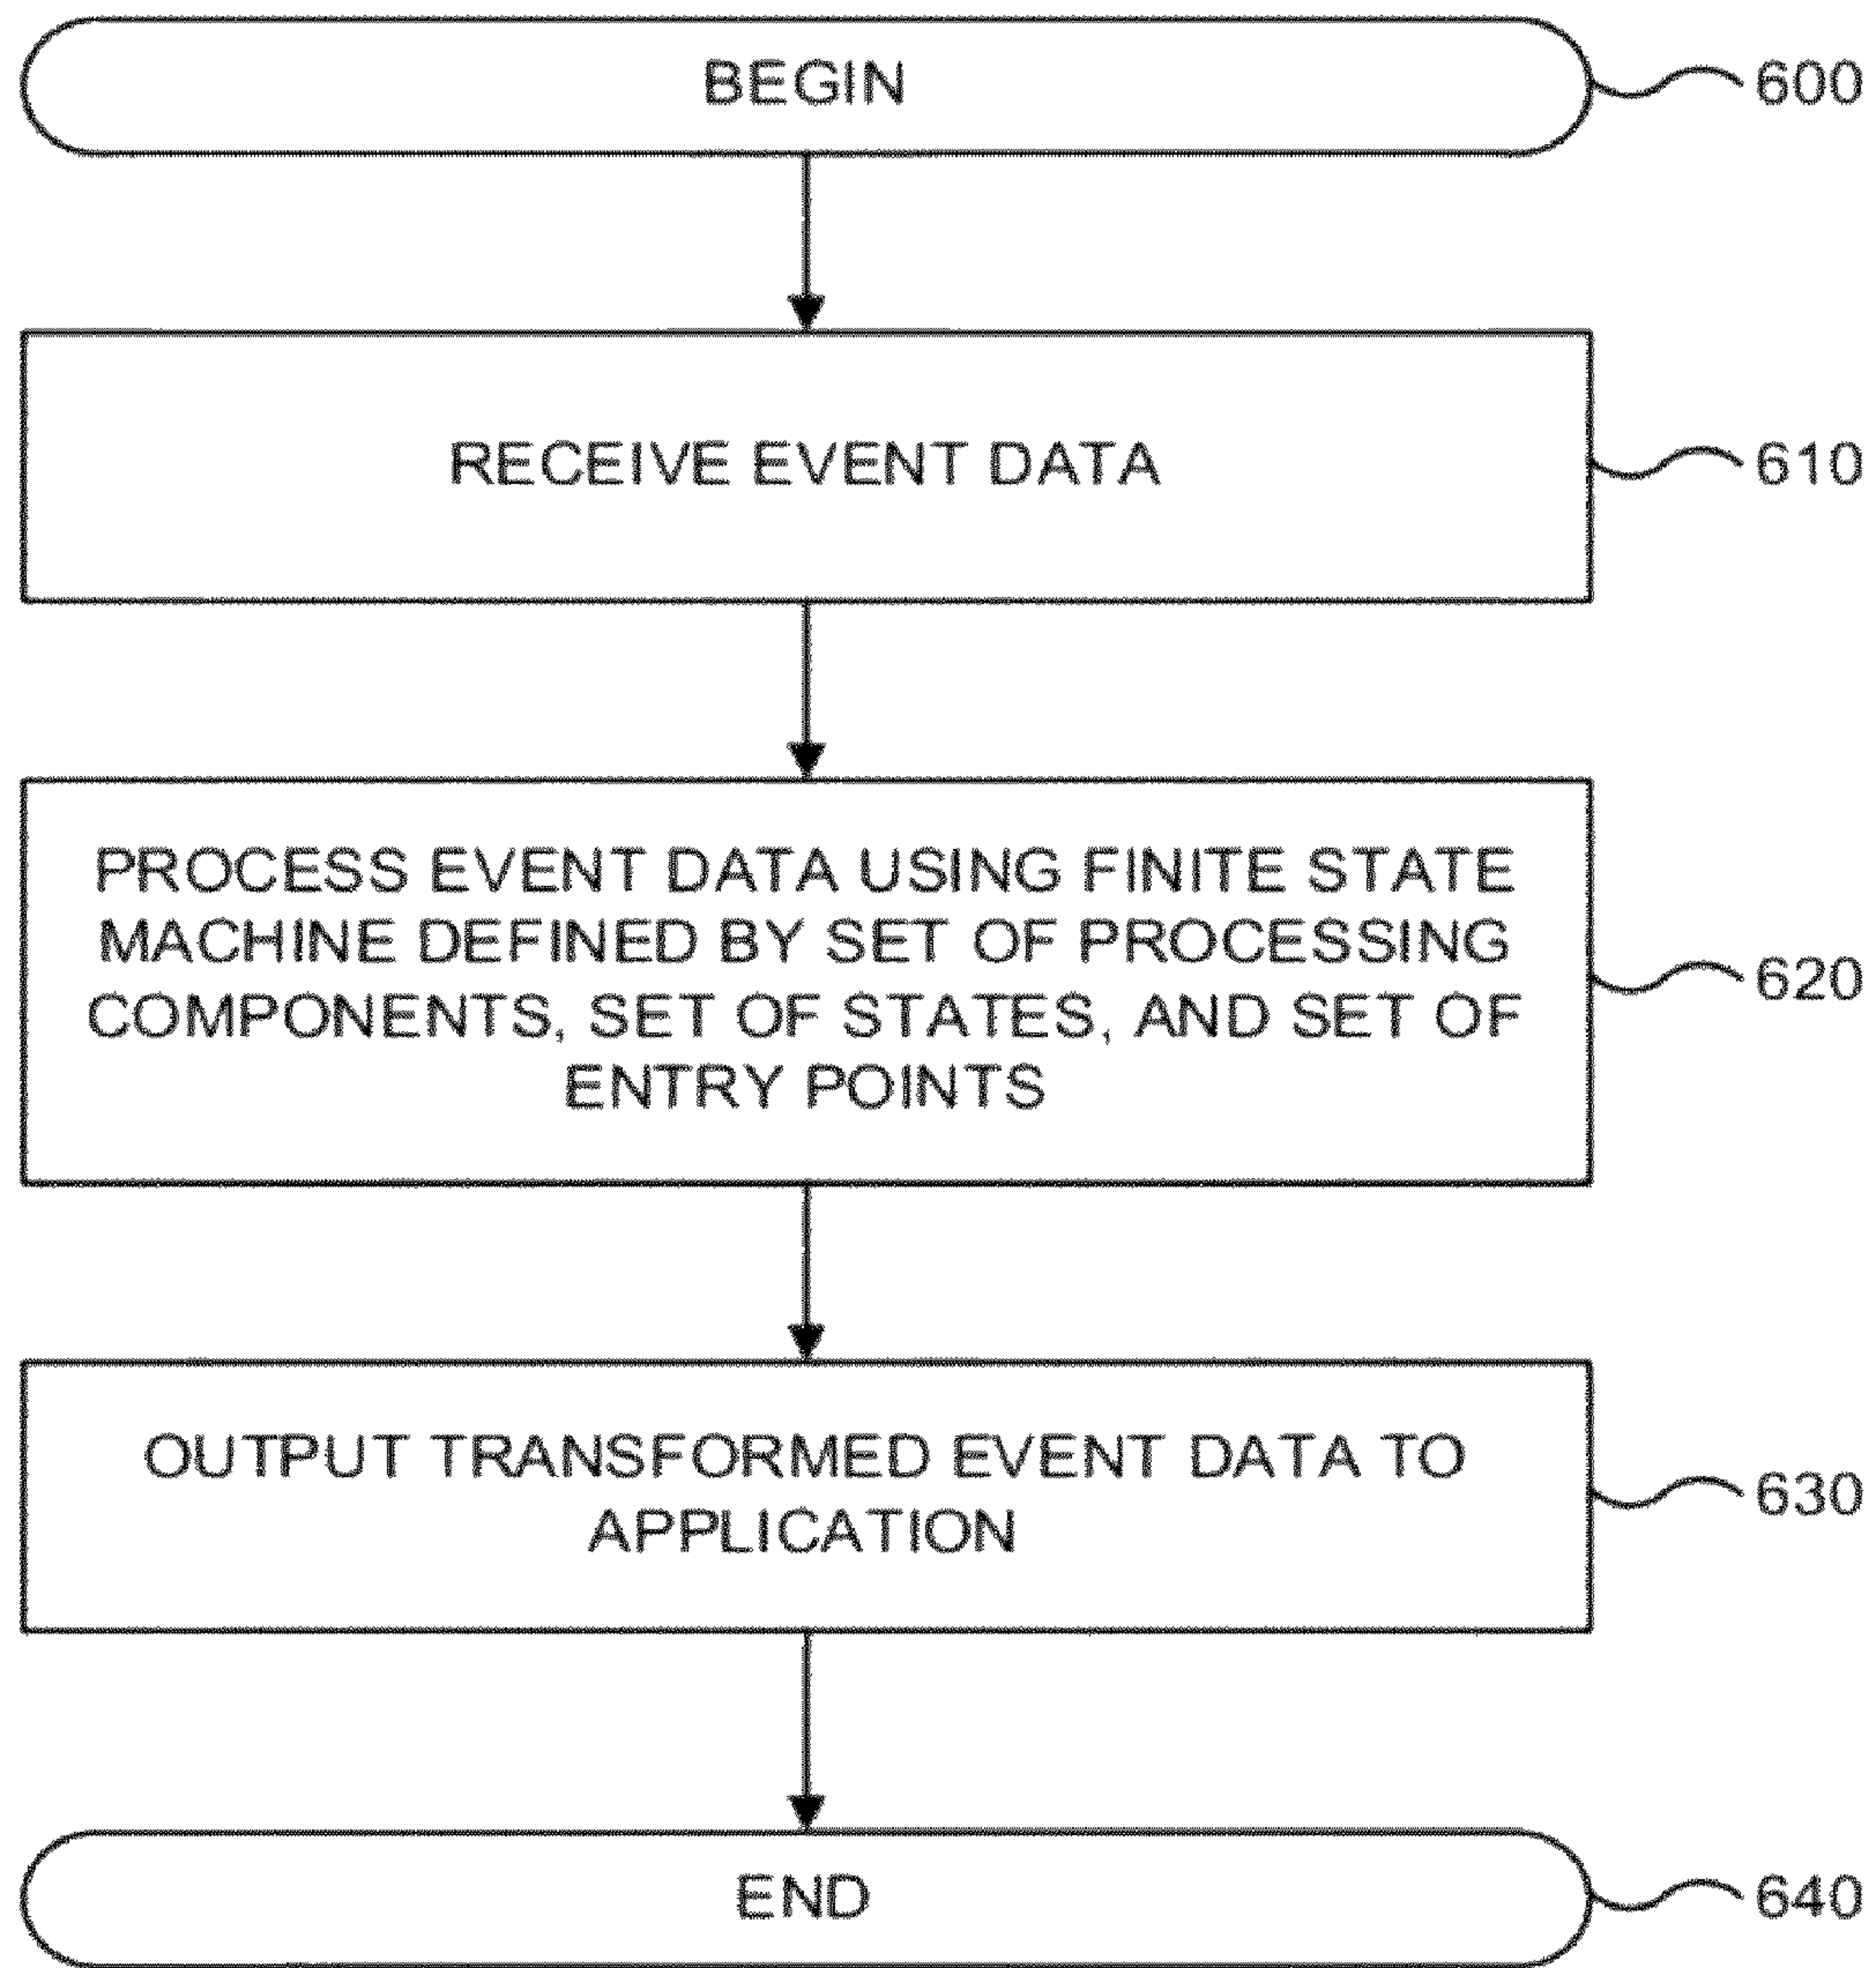 BEGIN
600
RECEIVE EVENT DATA
610
PROCESS EVENT DATA USING FINITE STATE
MACHINE DEFINED BY SET OF PROCESSING
COMPONENTS, SET OF STATES, AND SET OF
ENTRY POINTS
620
OUTPUT TRANSFORMED EVENT DATA TO
APPLICATION
630
END
640